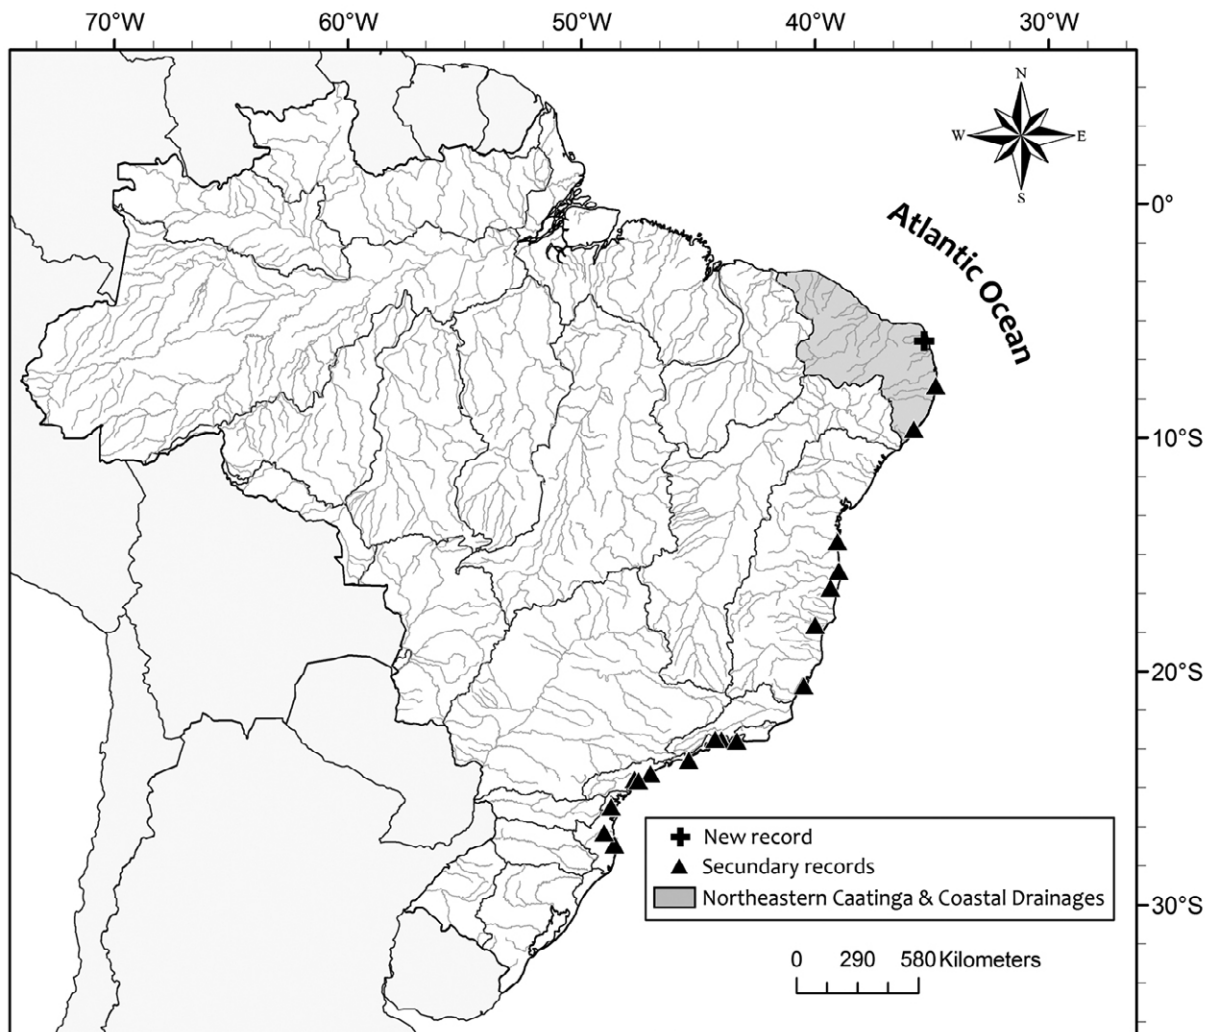 70°W 60°W 50°W 40°W 30°W
N
W E
S
0°
Atlantic Ocean
10°S
20°S
New record
Secundary records
Northeastern Caatinga & Coastal Drainages
30°S
0 290 580 Kilometers